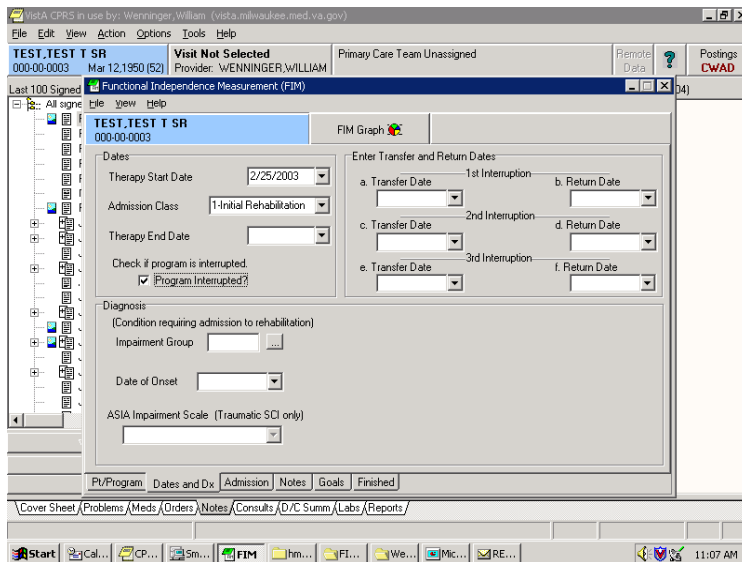 VistA CPRS in use by: Wenninger,William (vista.milwaukee.med.va.gov)
File Edit View Action Options Tools Help
TEST,TEST T SR
000-00-0003 Mar 12,1950 (52)
Visit Not Selected
Provider: WENNINGER,WILLIAM
Primary Care Team Unassigned
Remote
Data
?
Postings
CWAD
Last 100 Signed
04)
All signe
Functional Independence Measurement (FIM)
File View Help
TEST,TEST T SR
000-00-0003
FIM Graph
Dates
Therapy Start Date 2/25/2003
Admission Class 1-Initial Rehabilitation
Therapy End Date
Check if program is interrupted.
Program Interrupted?
Enter Transfer and Return Dates
1st Interruption
a. Transfer Date b. Return Date
2nd Interruption
c. Transfer Date d. Return Date
3rd Interruption
e. Transfer Date f. Return Date
Diagnosis
(Condition requiring admission to rehabilitation)
Impairment Group ...
Date of Onset
ASIA Impairment Scale (Traumatic SCI only)
Pt/Program Dates and Dx Admission Notes Goals Finished
Cover Sheet Problems Meds Orders Notes Consults D/C Summ Labs Reports
Start Cal... CP... Sm... FIM hm... FI... We... Mic... RE... 11:07 AM